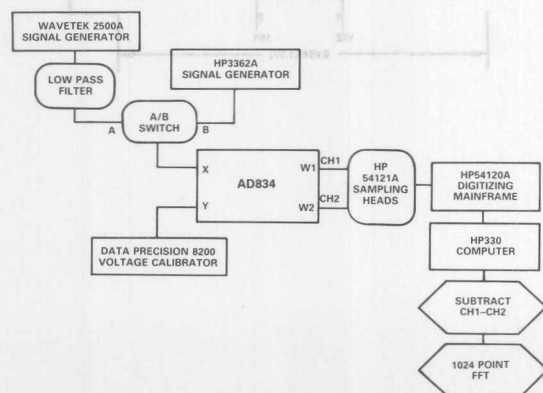 WAVETEK 2500A
SIGNAL GENERATOR
LOW PASS
FILTER
HP3362A
SIGNAL GENERATOR
A/B
SWITCH
A
B
X
Y
AD834
W1
W2
CH1
CH2
HP
54121A
SAMPLING
HEADS
HP54120A
DIGITIZING
MAINFRAME
DATA PRECISION 8200
VOLTAGE CALIBRATOR
HP330
COMPUTER
SUBTRACT
CH1–CH2
1024 POINT
FFT